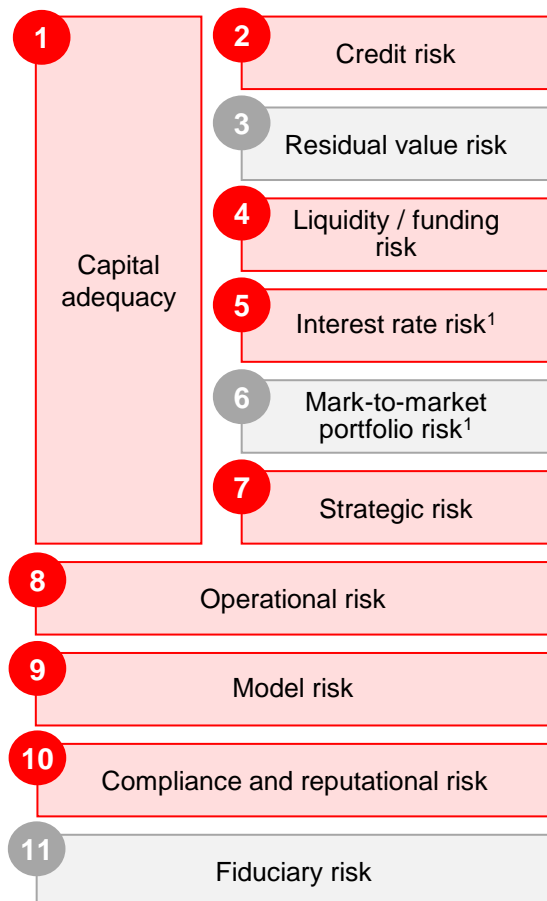 1
Capital
adequacy
2
Credit risk
3
Residual value risk
4
Liquidity / funding
risk
5
Interest rate risk¹
6
Mark-to-market
portfolio risk¹
7
Strategic risk
8
Operational risk
9
Model risk
10
Compliance and reputational risk
11
Fiduciary risk